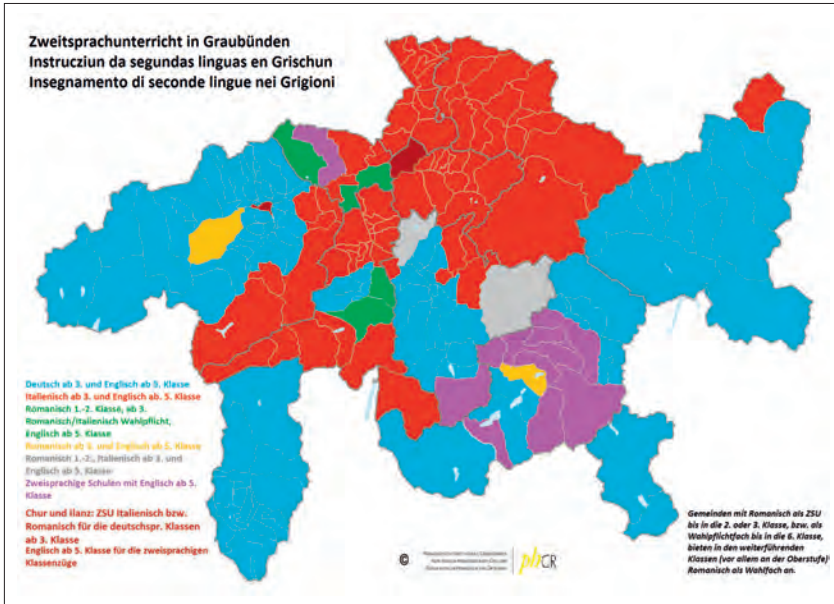 Zweitsprachunterricht in Graubünden
Instrucziun da segundas linguas en Grischun
Insegnamento di seconde lingue nei Grigioni
Deutsch ab 3. und Englisch ab 5. Klasse
Italienisch ab 3. und Englisch ab 5. Klasse
Romanisch 1.-2. Klasse, ab 3.
Romanisch/Italienisch Wahlpflicht,
Englisch ab 5. Klasse
Romanisch ab 3. und Englisch ab 5. Klasse
Romanisch 1.-2., Italienisch ab 3. und
Englisch ab 5. Klasse
Zweisprachige Schulen mit Englisch ab 5.
Klasse
Chur und Ilanz: ZSU Italienisch bzw.
Romanisch für die deutschspr. Klassen
ab 3. Klasse
Englisch ab 5. Klasse für die zweisprachigen
Klassenzüge
©
phGR
Gemeinden mit Romanisch als ZSU
bis in die 2. oder 3. Klasse, bzw. als
Wahlpflichtfach bis in die 6. Klasse,
bieten in den weiterführenden
Klassen (vor allem an der Oberstufe)
Romanisch als Wahlfach an.